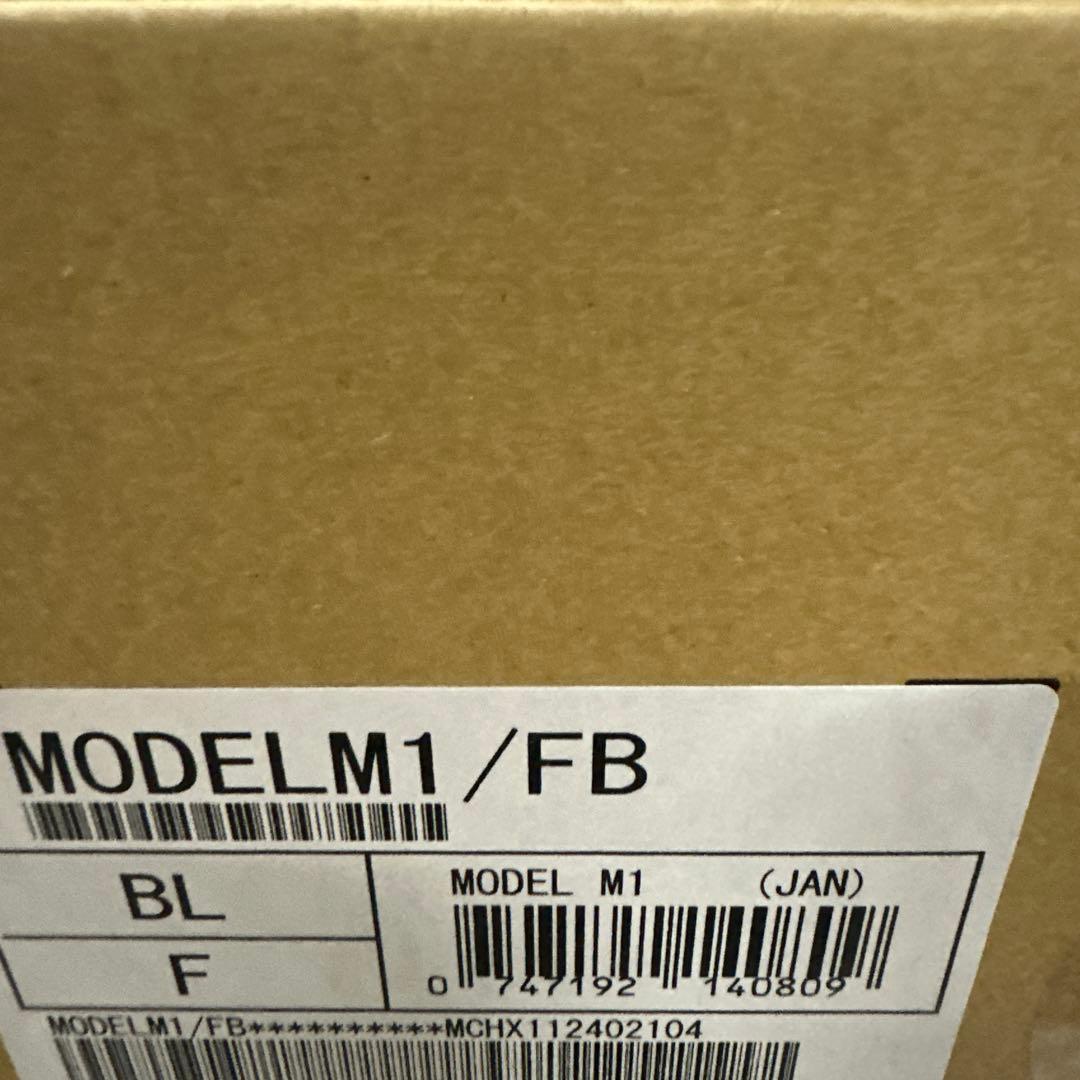 MODELM1/FB
BL
F
MODEL M1 (JAN)
0 747192 140809
MODELM1/FB**********MCHX112402104